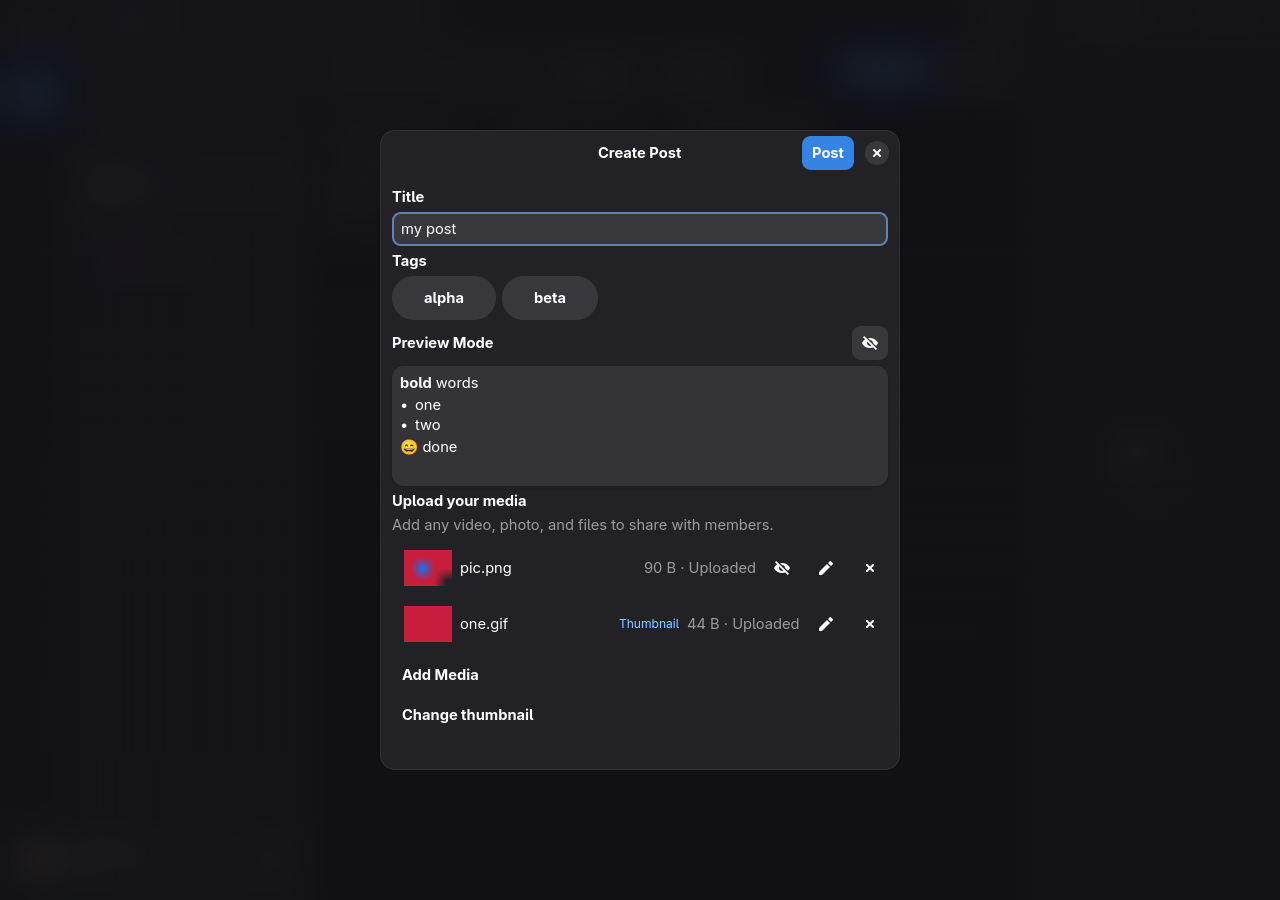 Create Post
Post
Title
my post
Tags
alpha
beta
Preview Mode
bold words
• one
• two
😄 done
Upload your media
Add any video, photo, and files to share with members.
pic.png 90 B · Uploaded
one.gif Thumbnail 44 B · Uploaded
Add Media
Change thumbnail